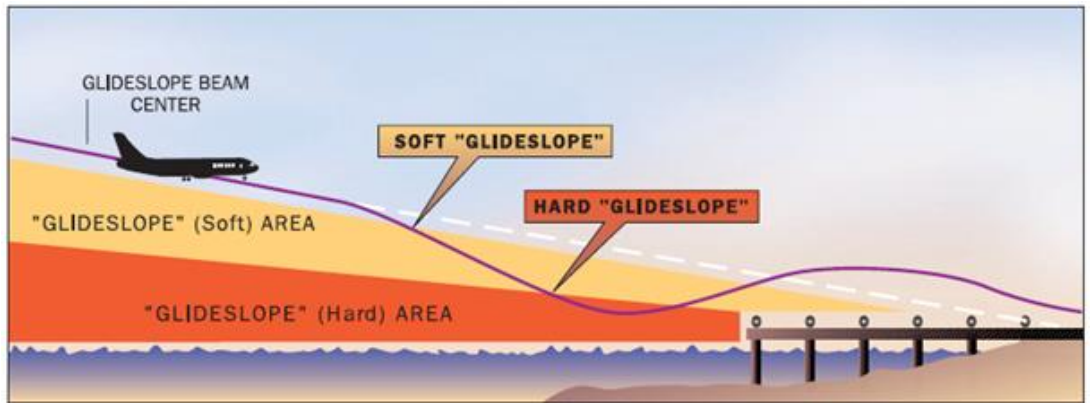 GLIDESLOPE BEAM
CENTER
SOFT "GLIDESLOPE"
HARD "GLIDESLOPE"
"GLIDESLOPE" (Soft) AREA
"GLIDESLOPE" (Hard) AREA